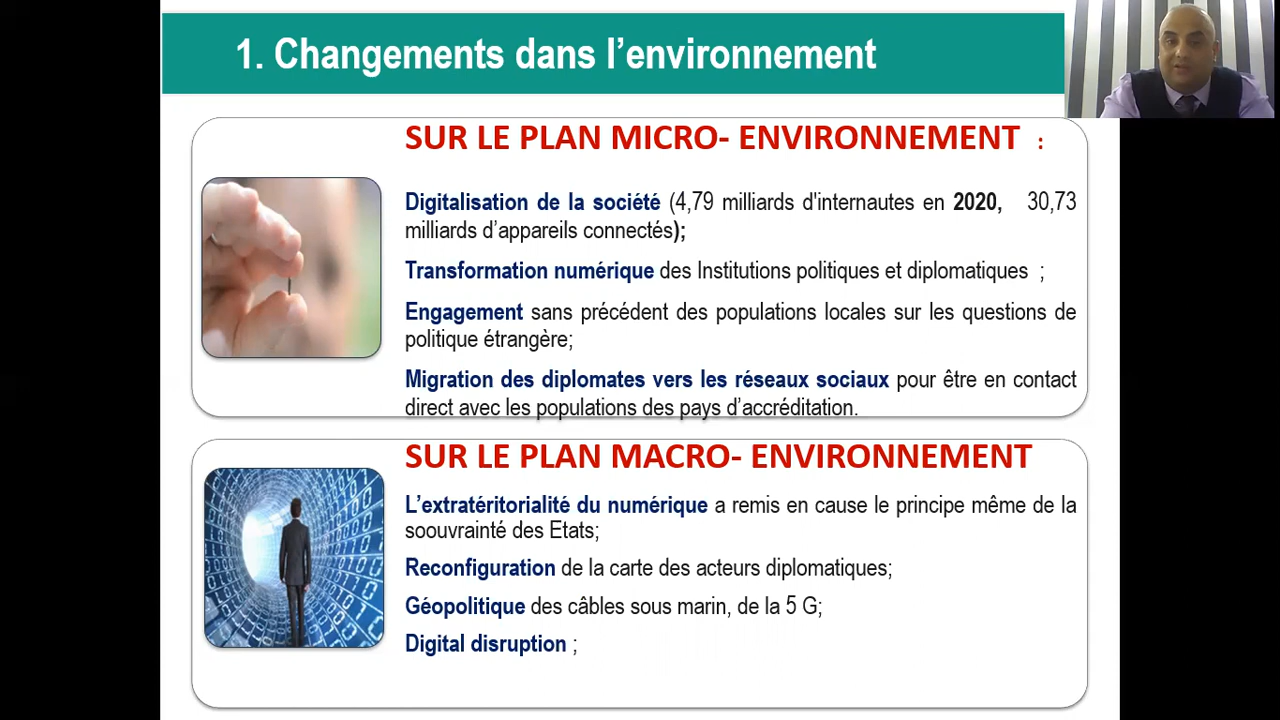 1. Changements dans l’environnement
SUR LE PLAN MICRO- ENVIRONNEMENT :
Digitalisation de la société (4,79 milliards d'internautes en 2020, 30,73
milliards d’appareils connectés);
Transformation numérique des Institutions politiques et diplomatiques ;
Engagement sans précédent des populations locales sur les questions de
politique étrangère;
Migration des diplomates vers les réseaux sociaux pour être en contact
direct avec les populations des pays d’accréditation.
SUR LE PLAN MACRO- ENVIRONNEMENT
L’extratéritorialité du numérique a remis en cause le principe même de la
soouvrainté des Etats;
Reconfiguration de la carte des acteurs diplomatiques;
Géopolitique des câbles sous marin, de la 5 G;
Digital disruption ;